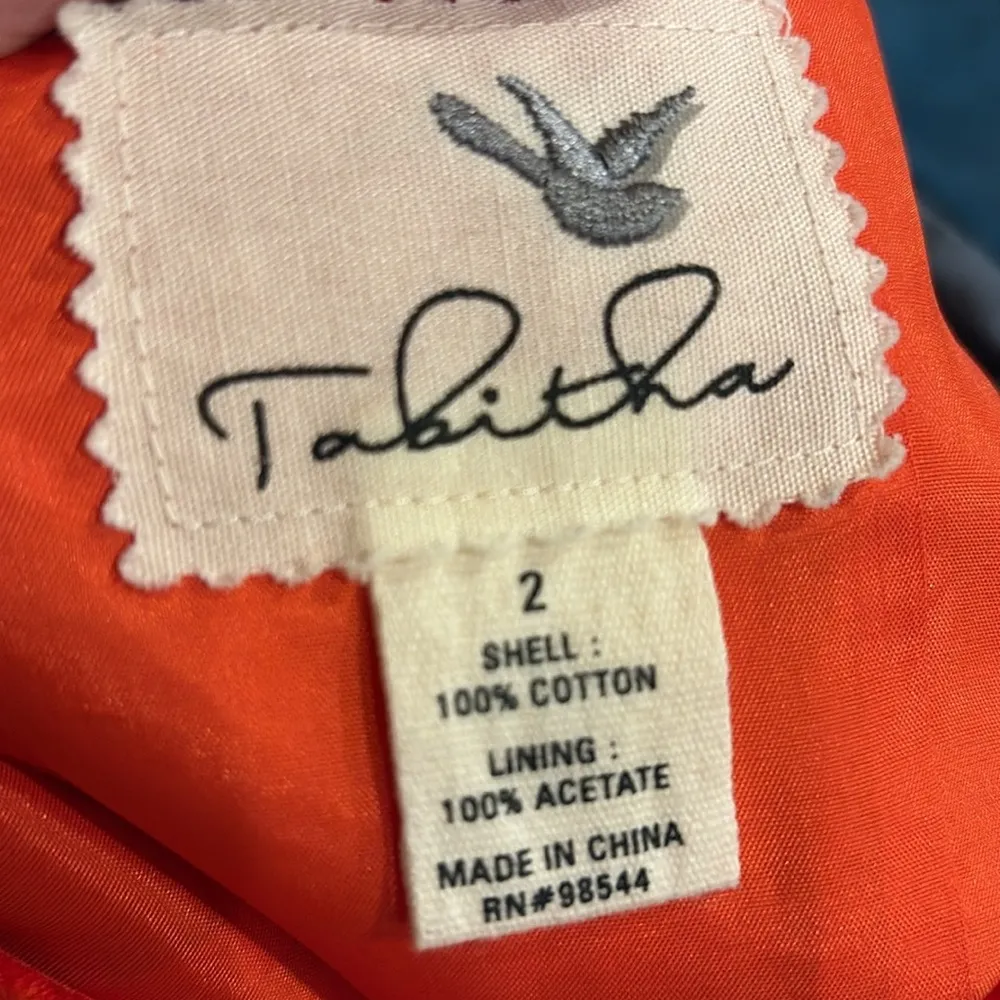 Tabitha
2
SHELL :
100% COTTON
LINING :
100% ACETATE
MADE IN CHINA
RN#98544